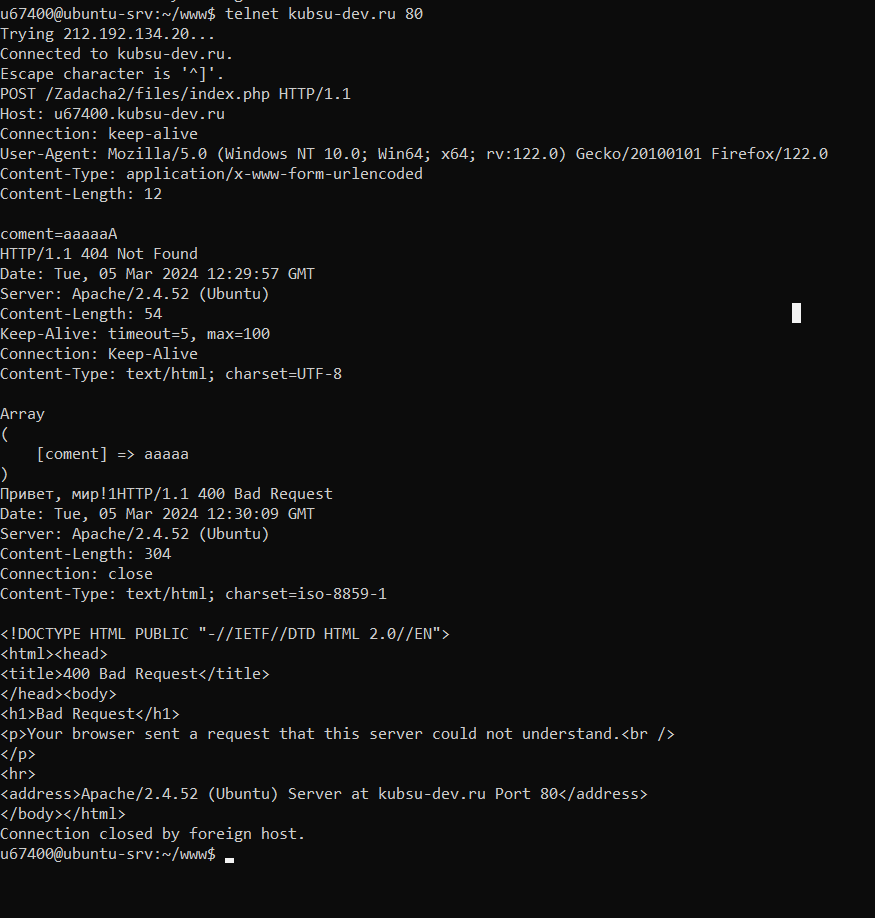 u67400@ubuntu-srv:~/www$ telnet kubsu-dev.ru 80
Trying 212.192.134.20...
Connected to kubsu-dev.ru.
Escape character is '^]'.
POST /Zadacha2/files/index.php HTTP/1.1
Host: u67400.kubsu-dev.ru
Connection: keep-alive
User-Agent: Mozilla/5.0 (Windows NT 10.0; Win64; x64; rv:122.0) Gecko/20100101 Firefox/122.0
Content-Type: application/x-www-form-urlencoded
Content-Length: 12

coment=aaaaaA
HTTP/1.1 404 Not Found
Date: Tue, 05 Mar 2024 12:29:57 GMT
Server: Apache/2.4.52 (Ubuntu)
Content-Length: 54
Keep-Alive: timeout=5, max=100
Connection: Keep-Alive
Content-Type: text/html; charset=UTF-8

Array
(
    [coment] => aaaaa
)
Привет, мир!1HTTP/1.1 400 Bad Request
Date: Tue, 05 Mar 2024 12:30:09 GMT
Server: Apache/2.4.52 (Ubuntu)
Content-Length: 304
Connection: close
Content-Type: text/html; charset=iso-8859-1

<!DOCTYPE HTML PUBLIC "-//IETF//DTD HTML 2.0//EN">
<html><head>
<title>400 Bad Request</title>
</head><body>
<h1>Bad Request</h1>
<p>Your browser sent a request that this server could not understand.<br />
</p>
<hr>
<address>Apache/2.4.52 (Ubuntu) Server at kubsu-dev.ru Port 80</address>
</body></html>
Connection closed by foreign host.
u67400@ubuntu-srv:~/www$